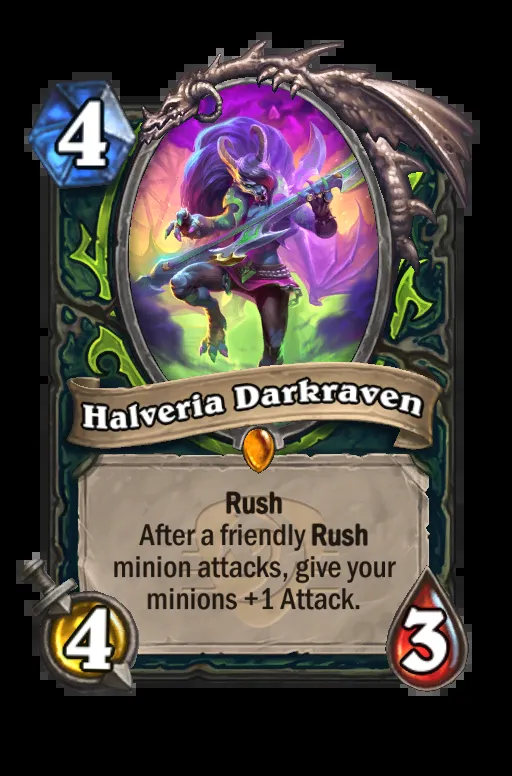 4
Halveria Darkraven
Rush
After a friendly Rush
minion attacks, give your
minions +1 Attack.
4
3